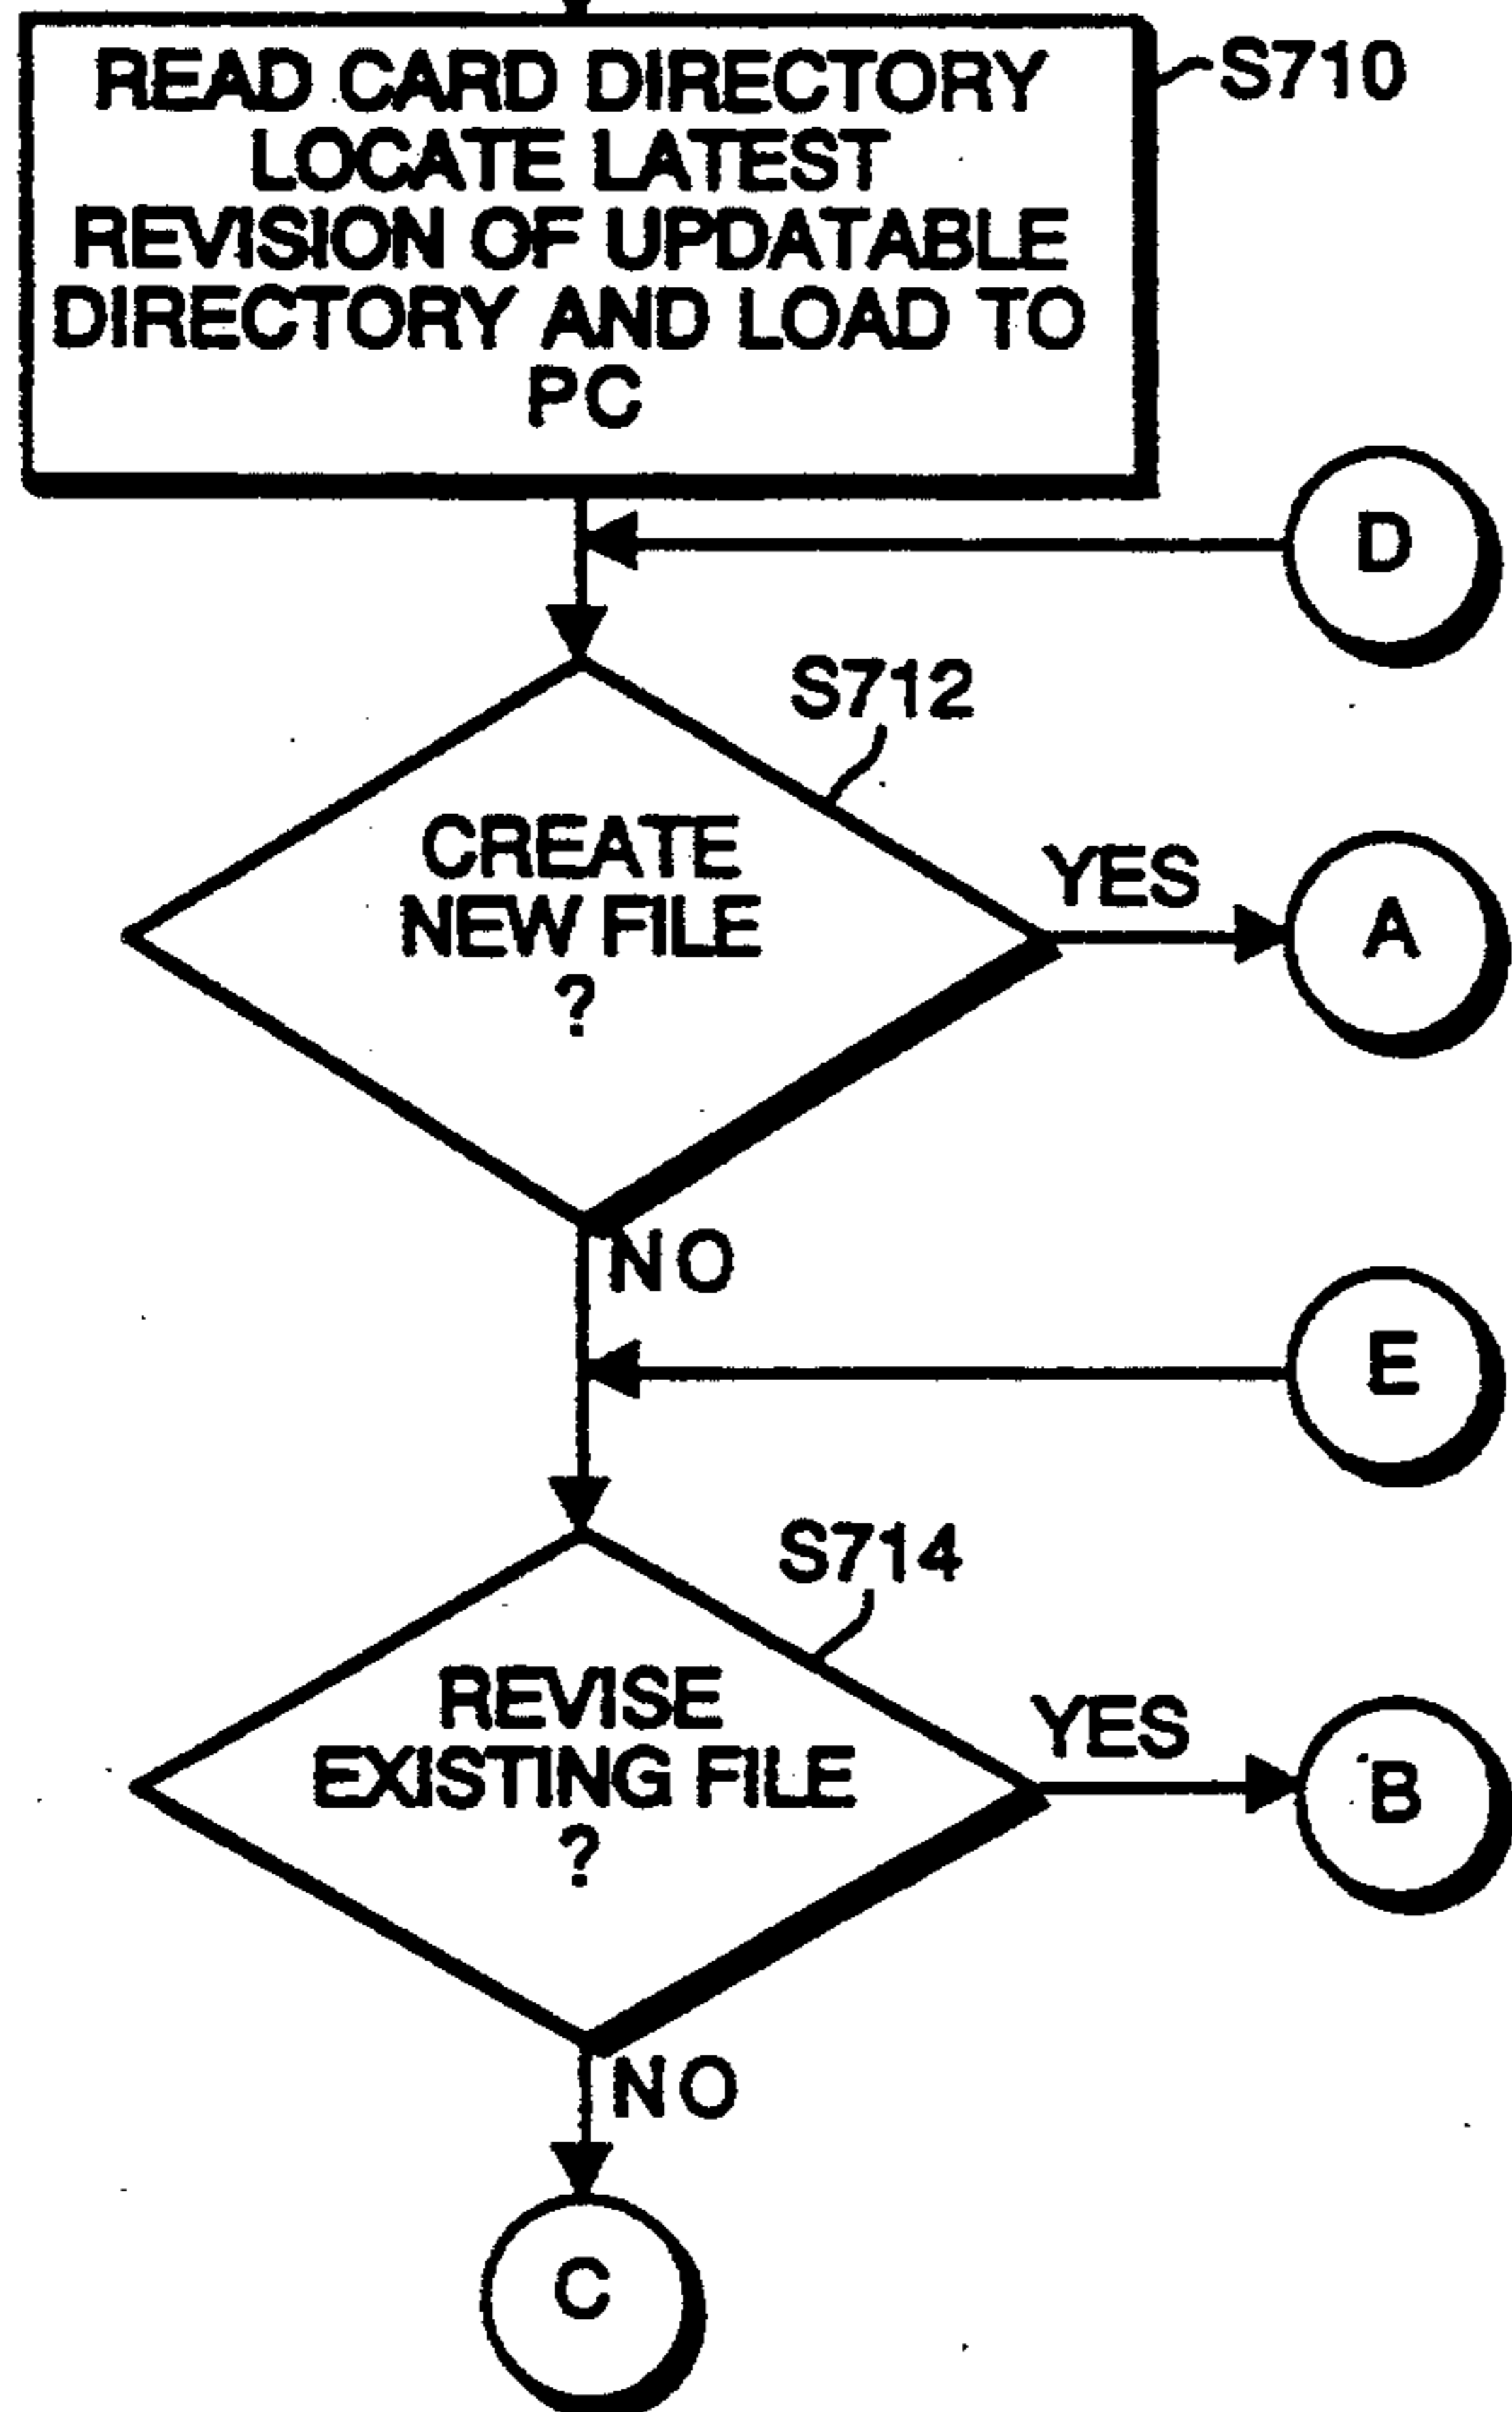 READ CARD DIRECTORY
LOCATE LATEST
REVISION OF UPDATABLE
DIRECTORY AND LOAD TO
PC
S710
D
S712
CREATE
NEW FILE
?
YES
A
NO
E
S714
REVISE
EXISTING FILE
?
YES
B
NO
C